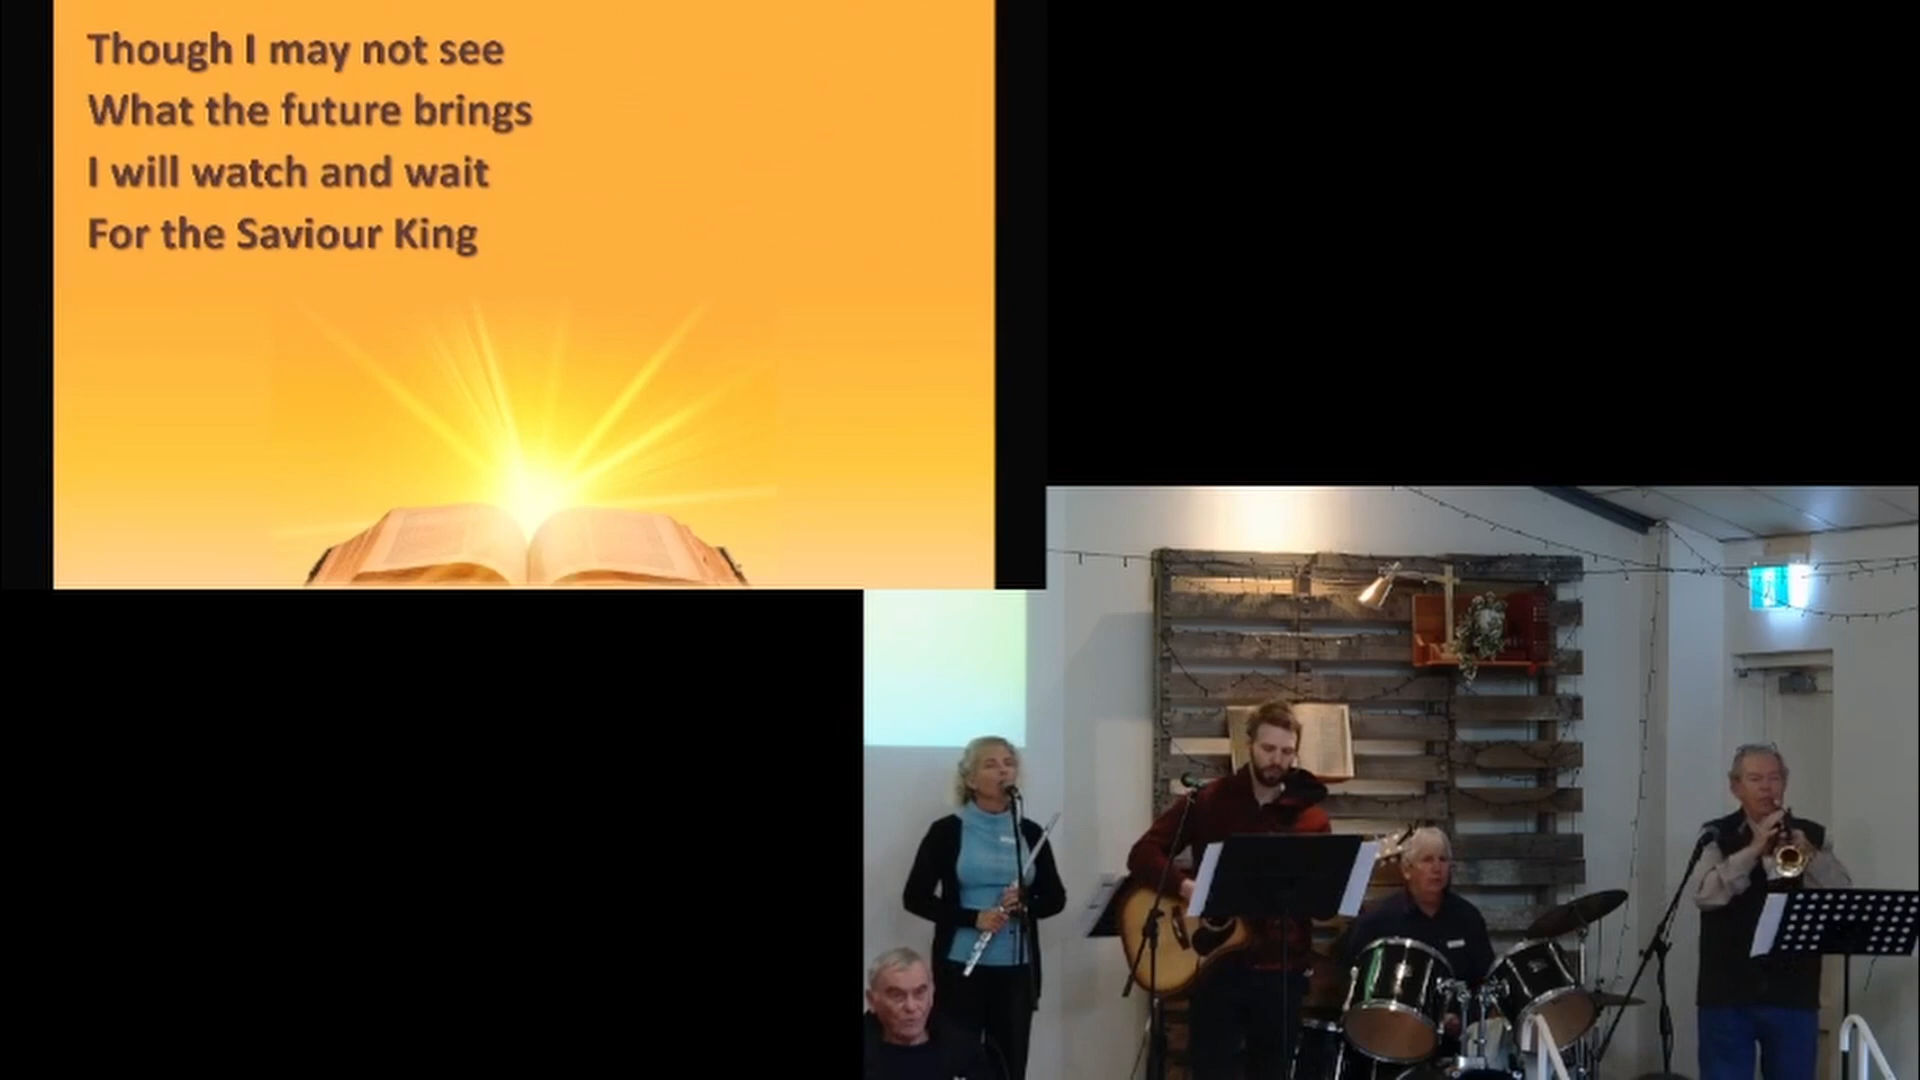 Though I may not see
What the future brings
I will watch and wait
For the Saviour King